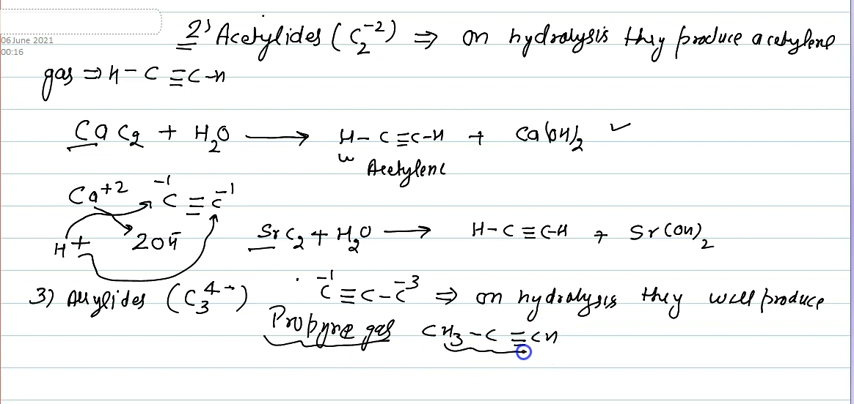 06 June 2021
00:16
2) Acetylides (C₂⁻²) ⇒ on hydrolysis they produce acetylene
gas ⇒ H-C≡C-H
CaC₂ + H₂O ⟶ H-C≡C-H + Ca(OH)₂ ✓
Acetylene
Ca⁺² ⁻¹C≡C⁻¹
H⁺ 2OH⁻ SrC₂ + H₂O ⟶ H-C≡C-H + Sr(OH)₂
3) Allylides (C₃⁴⁻) ⁻¹C≡C-C⁻³ ⇒ on hydrolysis they will produce
Propyne gas CH₃-C≡CH